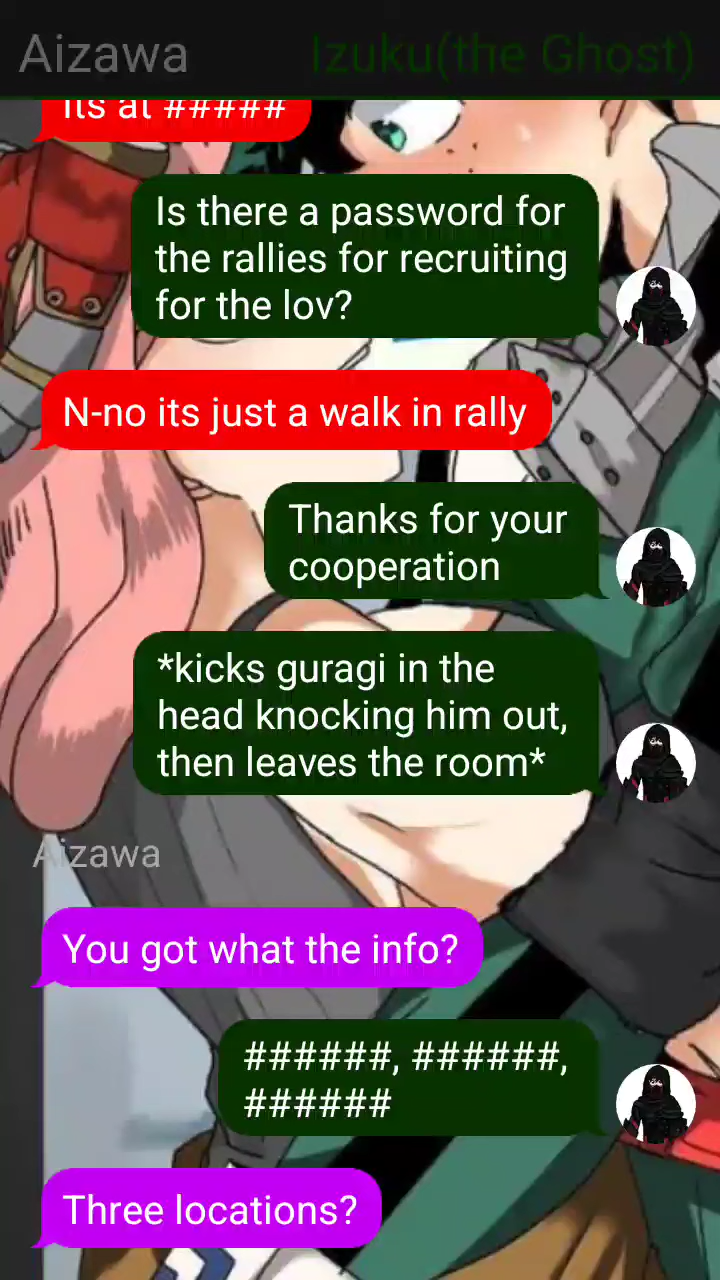 Aizawa Izuku(the Ghost)
Its at #####
Is there a password for
the rallies for recruiting
for the lov?
N-no its just a walk in rally
Thanks for your
cooperation
*kicks guragi in the
head knocking him out,
then leaves the room*
Aizawa
You got what the info?
######, ######,
######
Three locations?